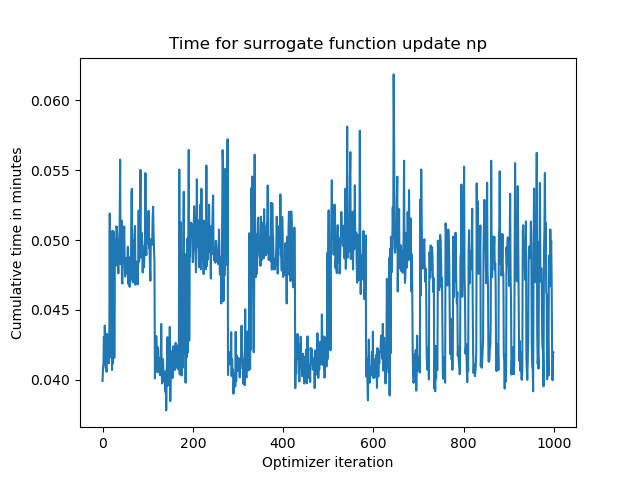 Time for surrogate function update np
0.060
0.055
0.050
0.045
0.040
Cumulative time in minutes
0 200 400 600 800 1000
Optimizer iteration